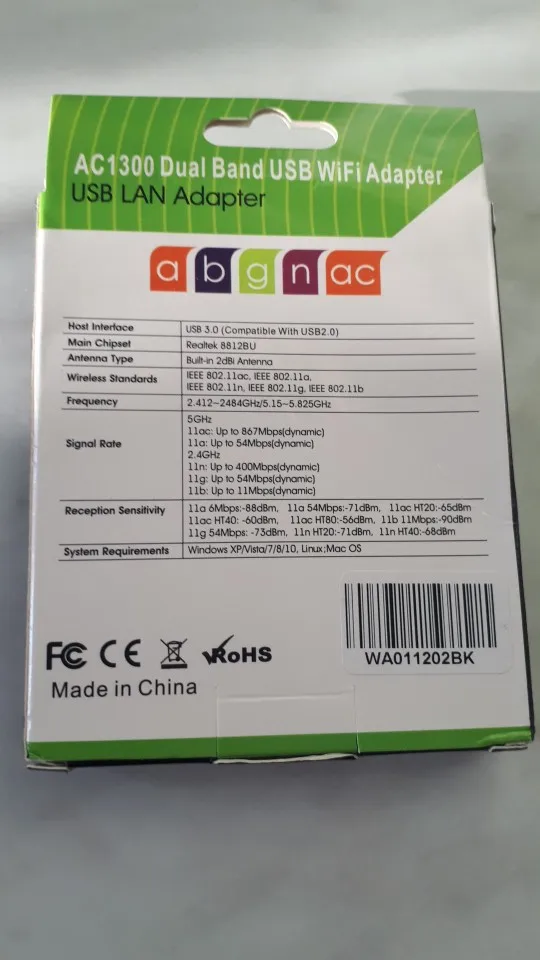 AC1300 Dual Band USB WiFi Adapter
USB LAN Adapter
a b g n ac
Host Interface USB 3.0 (Compatible With USB2.0)
Main Chipset Realtek 8812BU
Antenna Type Built-in 2dBi Antenna
Wireless Standards IEEE 802.11ac, IEEE 802.11a,
IEEE 802.11n, IEEE 802.11g, IEEE 802.11b
Frequency 2.412~2484GHz/5.15~5.825GHz
Signal Rate
5GHz
11ac: Up to 867Mbps(dynamic)
11a: Up to 54Mbps(dynamic)
2.4GHz
11n: Up to 400Mbps(dynamic)
11g: Up to 54Mbps(dynamic)
11b: Up to 11Mbps(dynamic)
Reception Sensitivity 11a 6Mbps:-88dBm, 11a 54Mbps:-71dBm, 11ac HT20:-65dBm
11ac HT40: -60dBm, 11ac HT80:-56dBm, 11b 11Mbps:-90dBm
11g 54Mbps: -73dBm, 11n HT20:-71dBm, 11n HT40:-68dBm
System Requirements Windows XP/Vista/7/8/10, Linux;Mac OS
FC CE RoHS
WA011202BK
Made in China